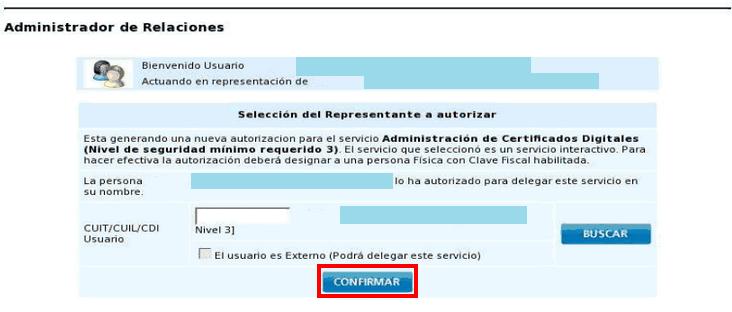 Administrador de Relaciones
Bienvenido Usuario
Actuando en representación de
Selección del Representante a autorizar
Esta generando una nueva autorizacion para el servicio Administración de Certificados Digitales
(Nivel de seguridad mínimo requerido 3). El servicio que seleccionó es un servicio interactivo. Para
hacer efectiva la autorización deberá designar a una persona Física con Clave Fiscal habilitada.
La persona lo ha autorizado para delegar este servicio en
su nombre.
CUIT/CUIL/CDI
Usuario
Nivel 3]
BUSCAR
El usuario es Externo (Podrá delegar este servicio)
CONFIRMAR